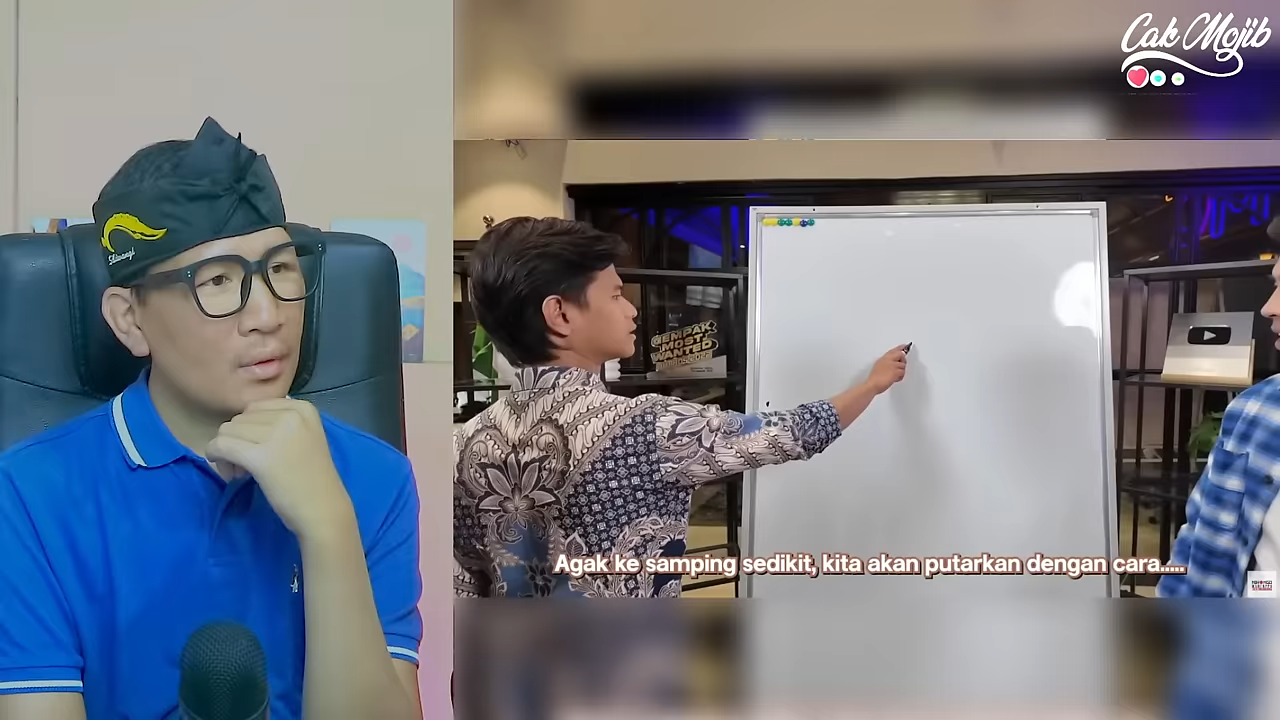 Cak Mojib
GEMPAK
MOST
WANTED
Agak ke samping sedikit, kita akan putarkan dengan cara.....